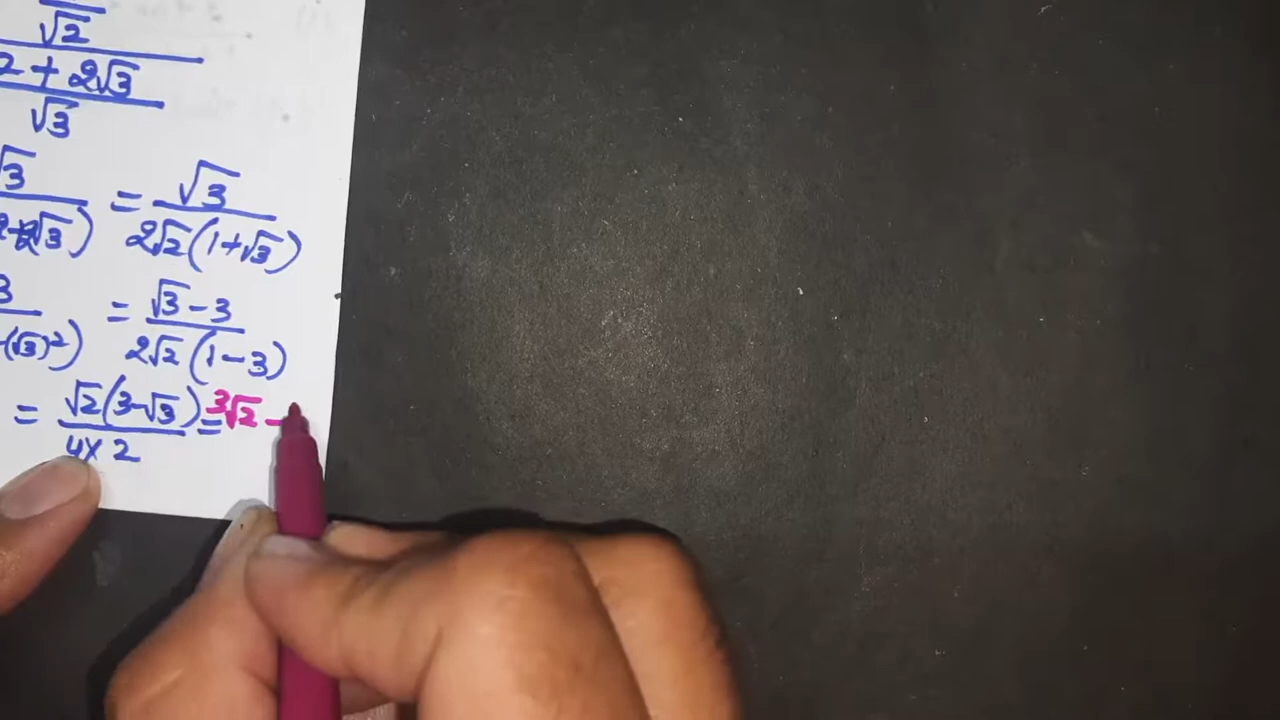 √2
2 + 2√3
√3
√3 = √3
2+2√3) 2√2(1+√3)
3 = √3 - 3
-(√3)²) 2√2(1-3)
= √2(3-√3) = 3√2 -
4×2